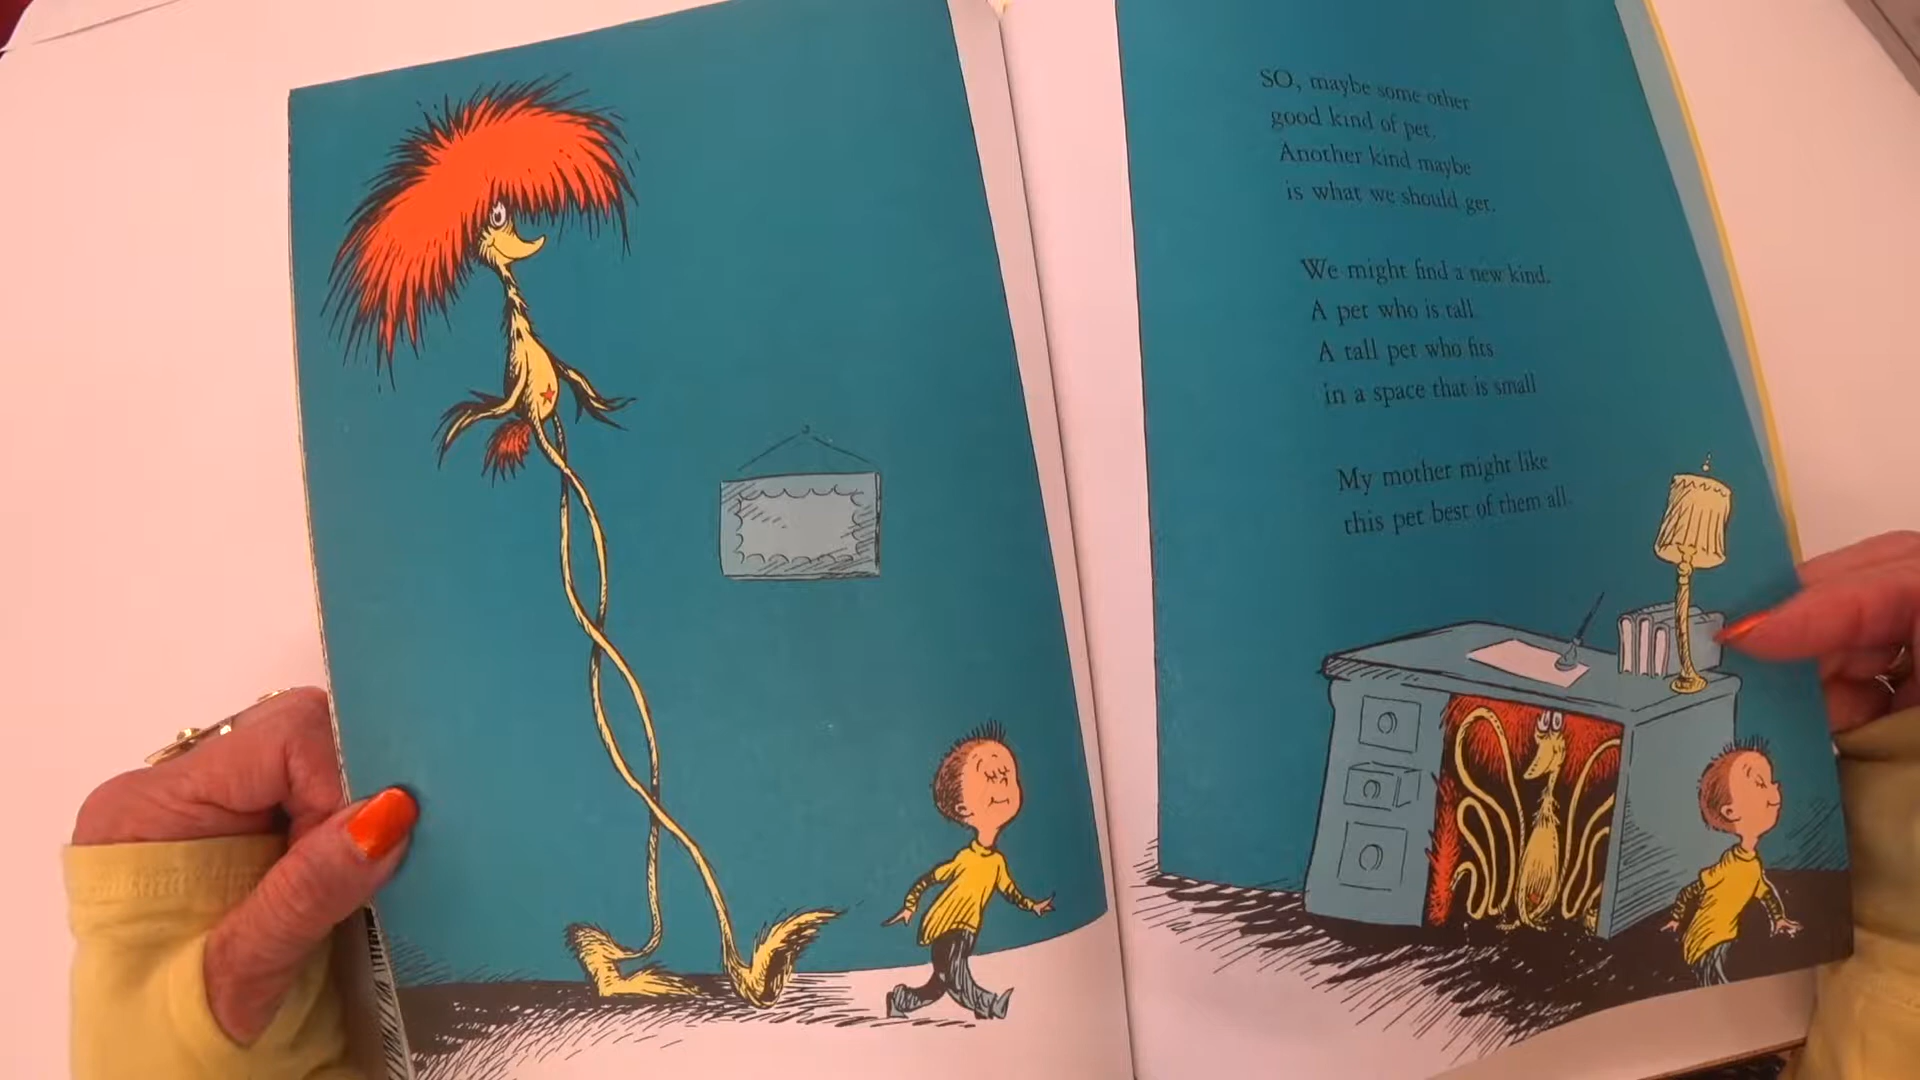 SO, maybe some other
good kind of pet.
Another kind maybe
is what we should get.
We might find a new kind.
A pet who is tall.
A tall pet who fits
in a space that is small.
My mother might like
this pet best of them all.